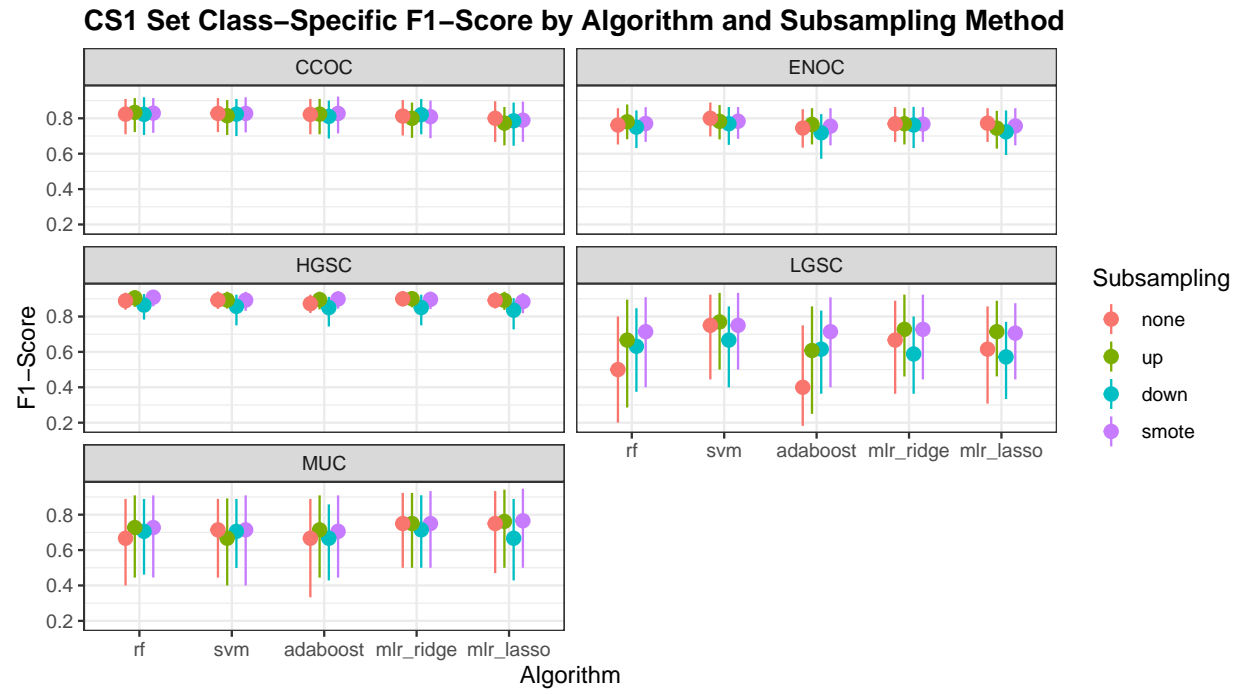 CS1 Set Class−Specific F1−Score by Algorithm and Subsampling Method
CCOC
ENOC
0.8
0.6
0.4
0.2
HGSC
LGSC
0.8
0.6
0.4
0.2
rf svm adaboost mlr_ridge mlr_lasso
MUC
0.8
0.6
0.4
0.2
rf svm adaboost mlr_ridge mlr_lasso
Algorithm
F1−Score
Subsampling
none
up
down
smote